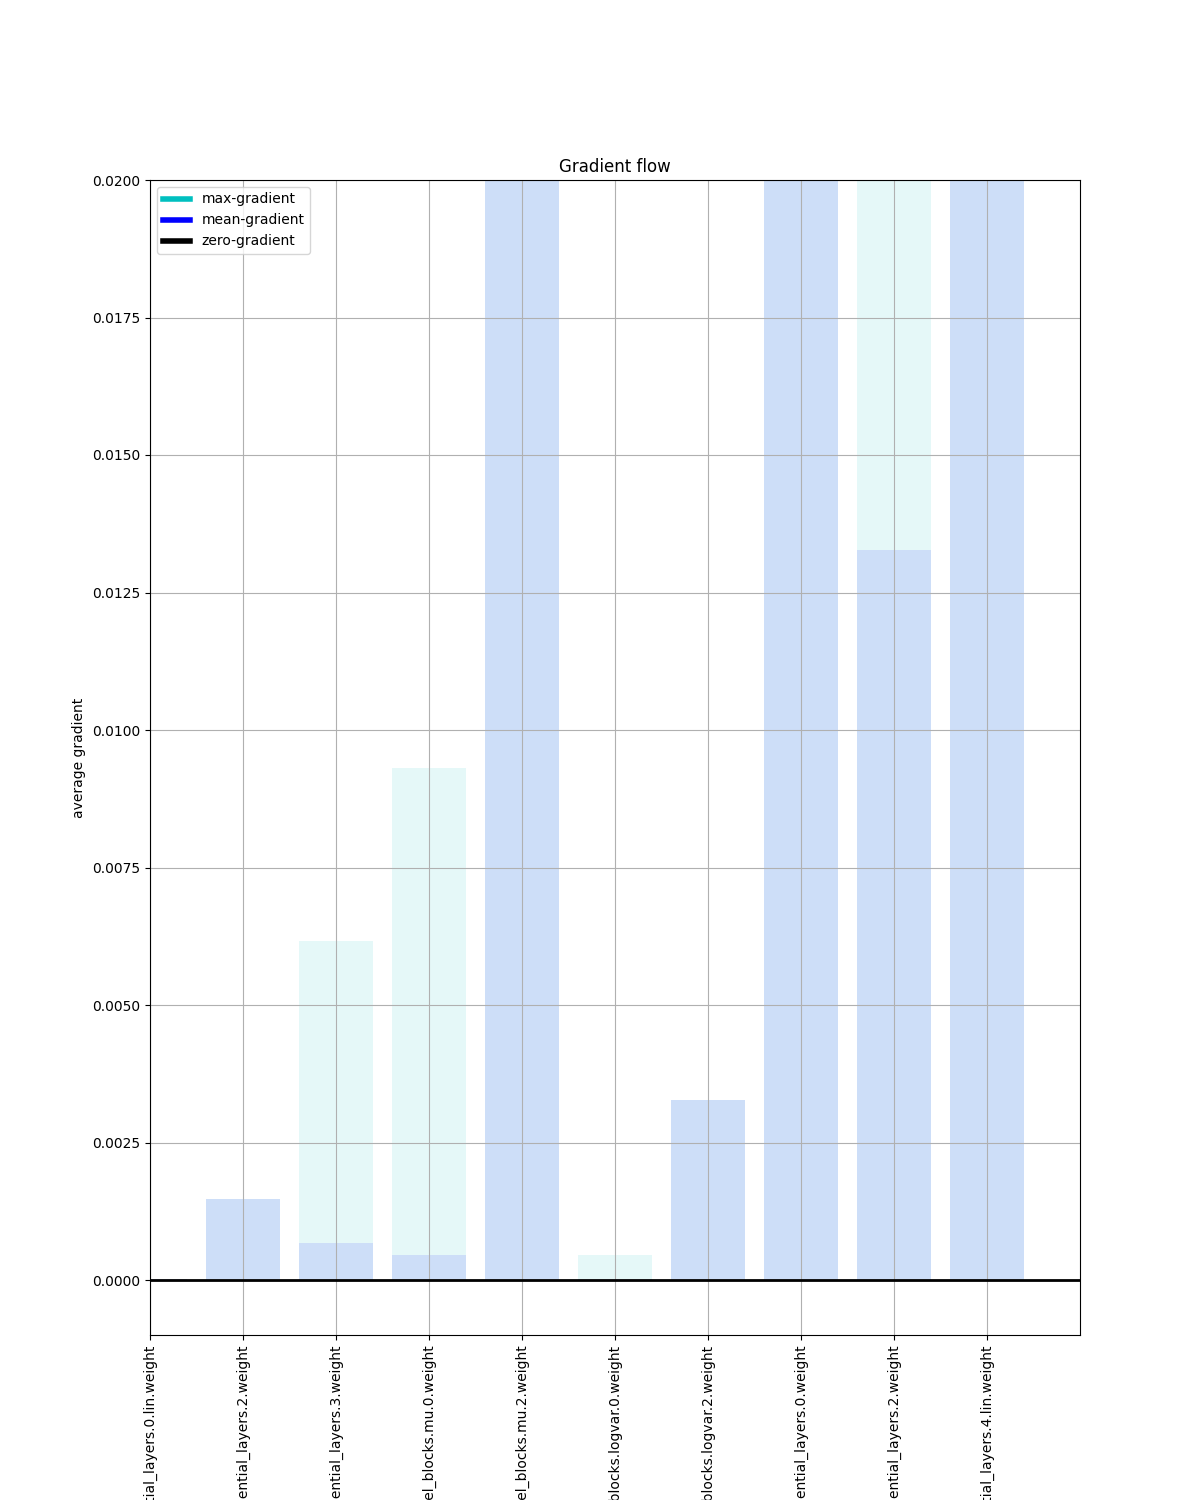 Gradient flow
max-gradient
mean-gradient
zero-gradient
0.0200
0.0175
0.0150
0.0125
0.0100
0.0075
0.0050
0.0025
0.0000
average gradient
tial_layers.0.lin.weight
ential_layers.2.weight
ential_layers.3.weight
el_blocks.mu.0.weight
el_blocks.mu.2.weight
blocks.logvar.0.weight
blocks.logvar.2.weight
ential_layers.0.weight
ential_layers.2.weight
tial_layers.4.lin.weight